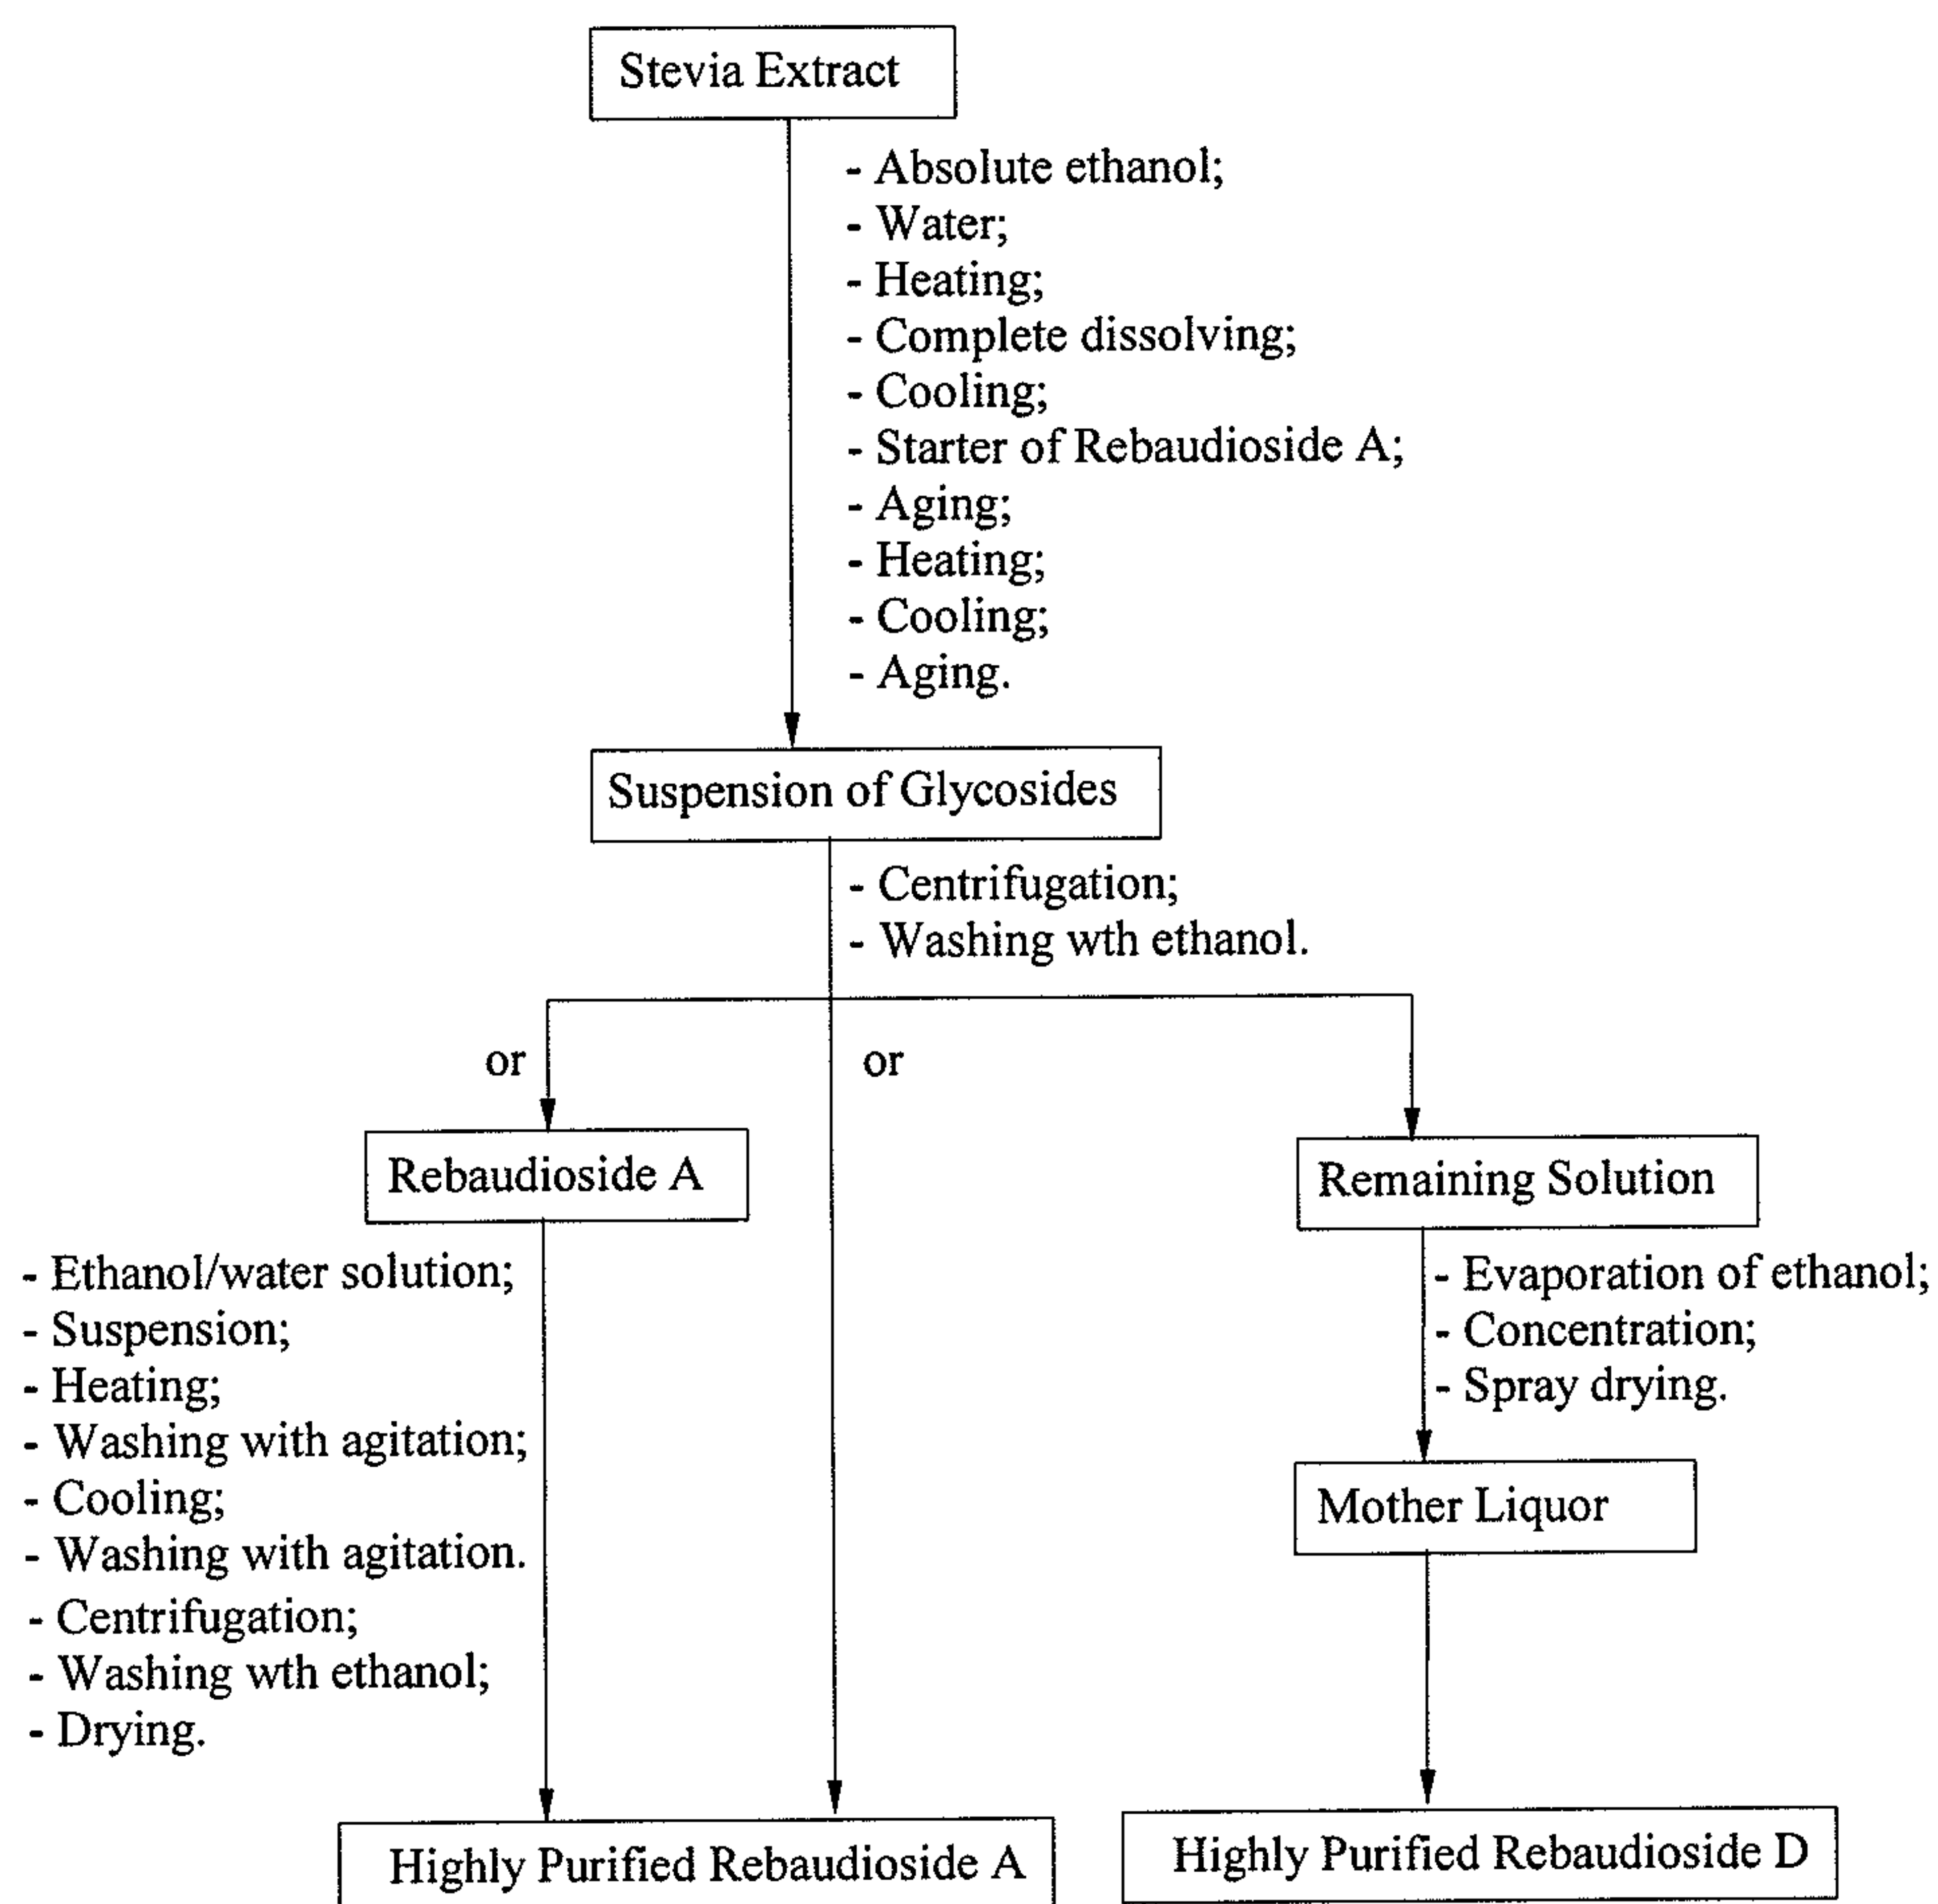 Stevia Extract
- Absolute ethanol;
- Water;
- Heating;
- Complete dissolving;
- Cooling;
- Starter of Rebaudioside A;
- Aging;
- Heating;
- Cooling;
- Aging.
Suspension of Glycosides
- Centrifugation;
- Washing wth ethanol.
or
or
Rebaudioside A
Remaining Solution
- Ethanol/water solution;
- Suspension;
- Heating;
- Washing with agitation;
- Cooling;
- Washing with agitation.
- Centrifugation;
- Washing wth ethanol;
- Drying.
- Evaporation of ethanol;
- Concentration;
- Spray drying.
Mother Liquor
Highly Purified Rebaudioside A
Highly Purified Rebaudioside D